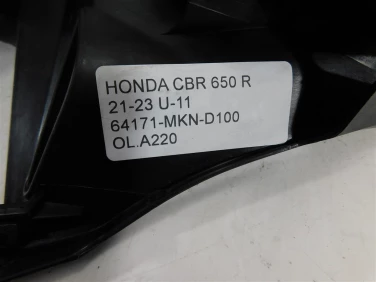 HONDA CBR 650 R
21-23 U-11
64171-MKN-D100
OL.A220